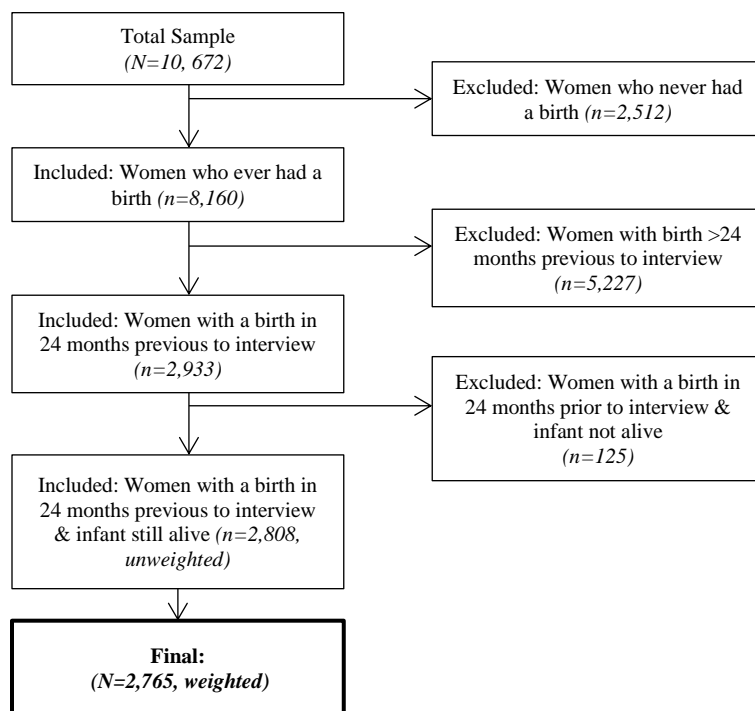 Total Sample
(N=10, 672)
Excluded: Women who never had
a birth (n=2,512)
Included: Women who ever had a
birth (n=8,160)
Excluded: Women with birth >24
months previous to interview
(n=5,227)
Included: Women with a birth in
24 months previous to interview
(n=2,933)
Excluded: Women with a birth in
24 months prior to interview &
infant not alive
(n=125)
Included: Women with a birth in
24 months previous to interview
& infant still alive (n=2,808,
unweighted)
Final:
(N=2,765, weighted)